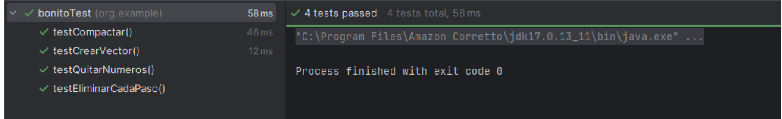 bonitoTest (org.example) 58 ms
testCompactar() 46 ms
testCrearVector() 12 ms
testQuitarNumeros()
testEliminarCadaPaso()
4 tests passed 4 tests total, 58 ms
"C:\Program Files\Amazon Corretto\jdk17.0.13_11\bin\java.exe" ...
Process finished with exit code 0